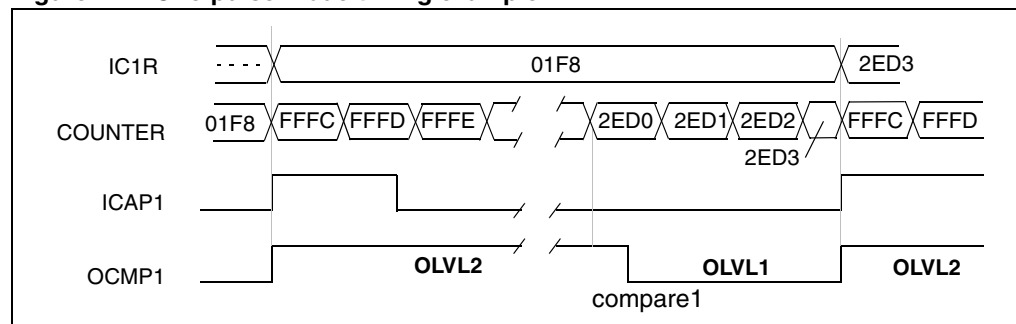 IC1R 01F8 2ED3
COUNTER 01F8 FFFC FFFD FFFE 2ED0 2ED1 2ED2 FFFC FFFD
2ED3
ICAP1
OCMP1 OLVL2 OLVL1 OLVL2
compare1